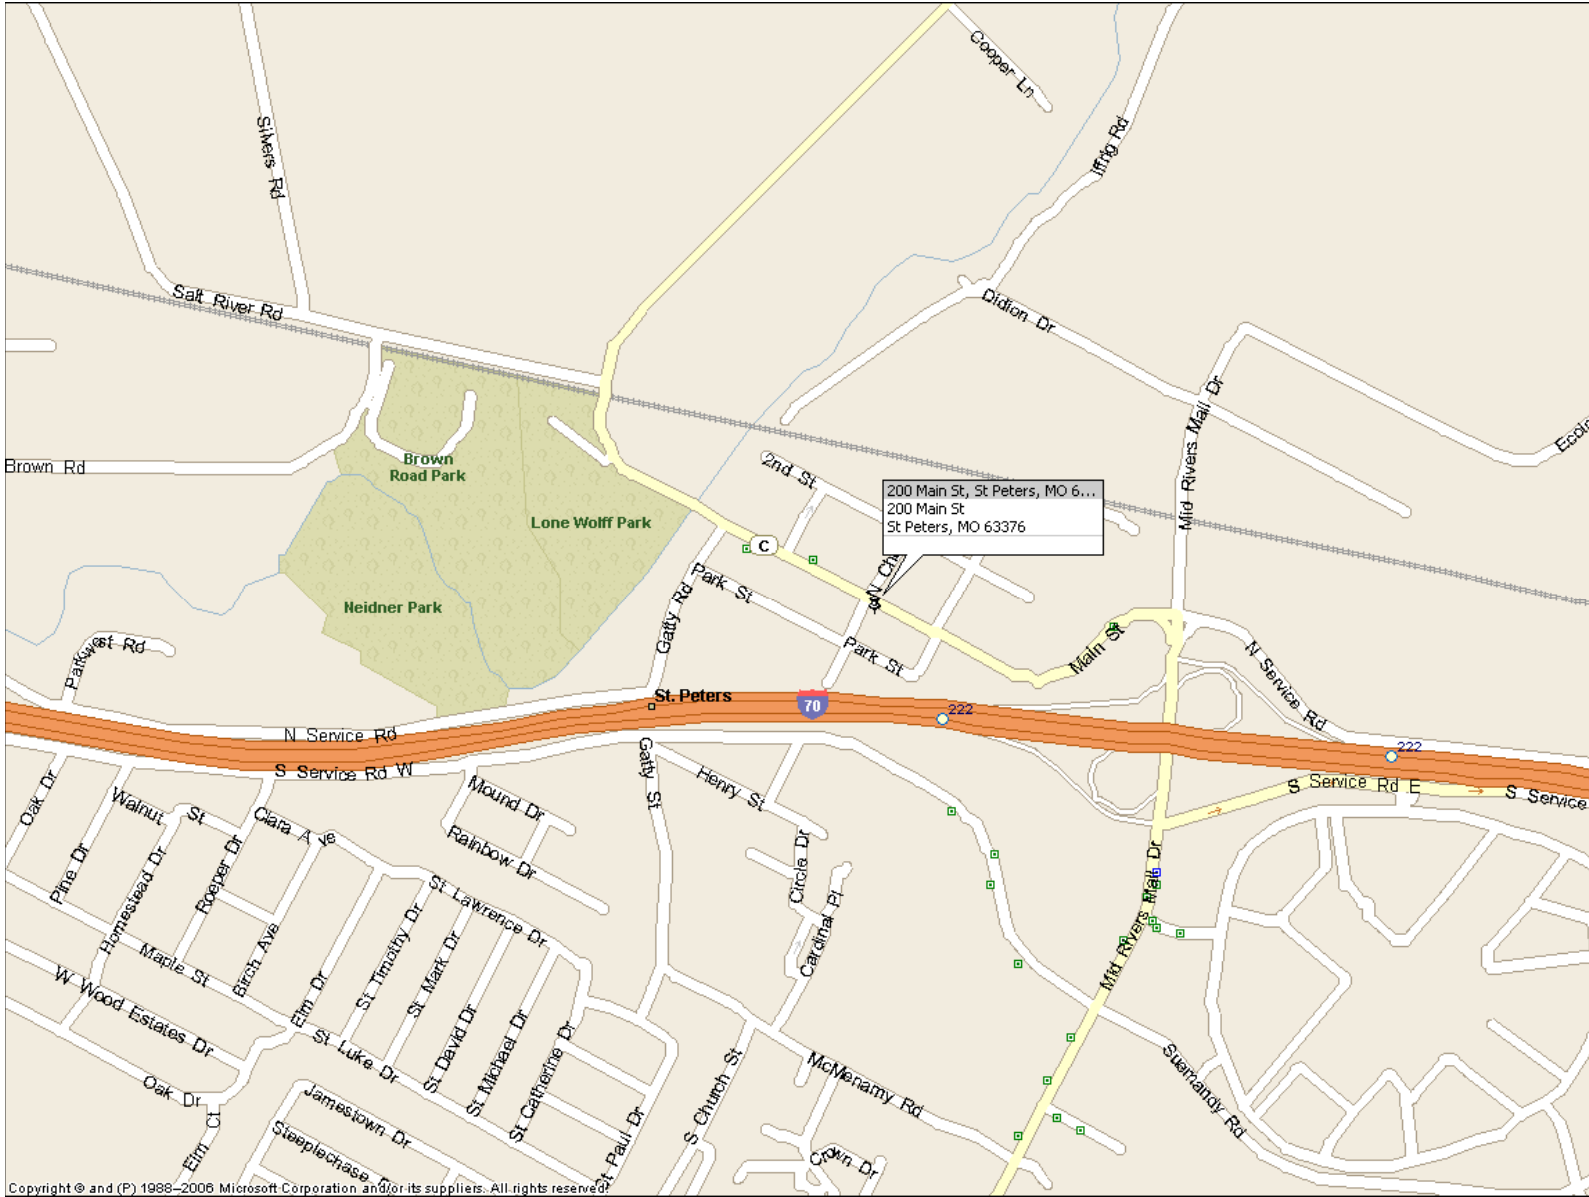 Cooper Ln
Silvers Rd
Iffrig Rd
Salt River Rd
Didion Dr
Mid Rivers Mall Dr
Brown Rd
Brown
Road Park
2nd St
200 Main St, St Peters, MO 6...
200 Main St
St Peters, MO 63376
Lone Wolff Park
C
N Ch
Park St
Neidner Park
Gatty Rd
Park St
Main St
N Service Rd
Parkwest Rd
St. Peters
70
222
222
N Service Rd
S Service Rd W
S Service Rd E
S Service
Gatty St
Henry St
Mound Dr
Rainbow Dr
Oak Dr
Walnut St
Clara Ave
Pine Dr
Homestead Dr
Roeper Dr
Circle Dr
Cardinal Pl
Mid Rivers Mall Dr
St Lawrence Dr
St Timothy Dr
St Mark Dr
Birch Ave
Maple St
Elm Dr
W Wood Estates Dr
St Luke Dr
St David Dr
St Michael Dr
St Catherine Dr
McMenamy Rd
Suemandy Rd
S Church St
Oak Dr
Elm Ct
Jamestown Dr
Steeplechase
St Paul Dr
Crown Dr
Copyright © and (P) 1988–2006 Microsoft Corporation and/or its suppliers. All rights reserved.